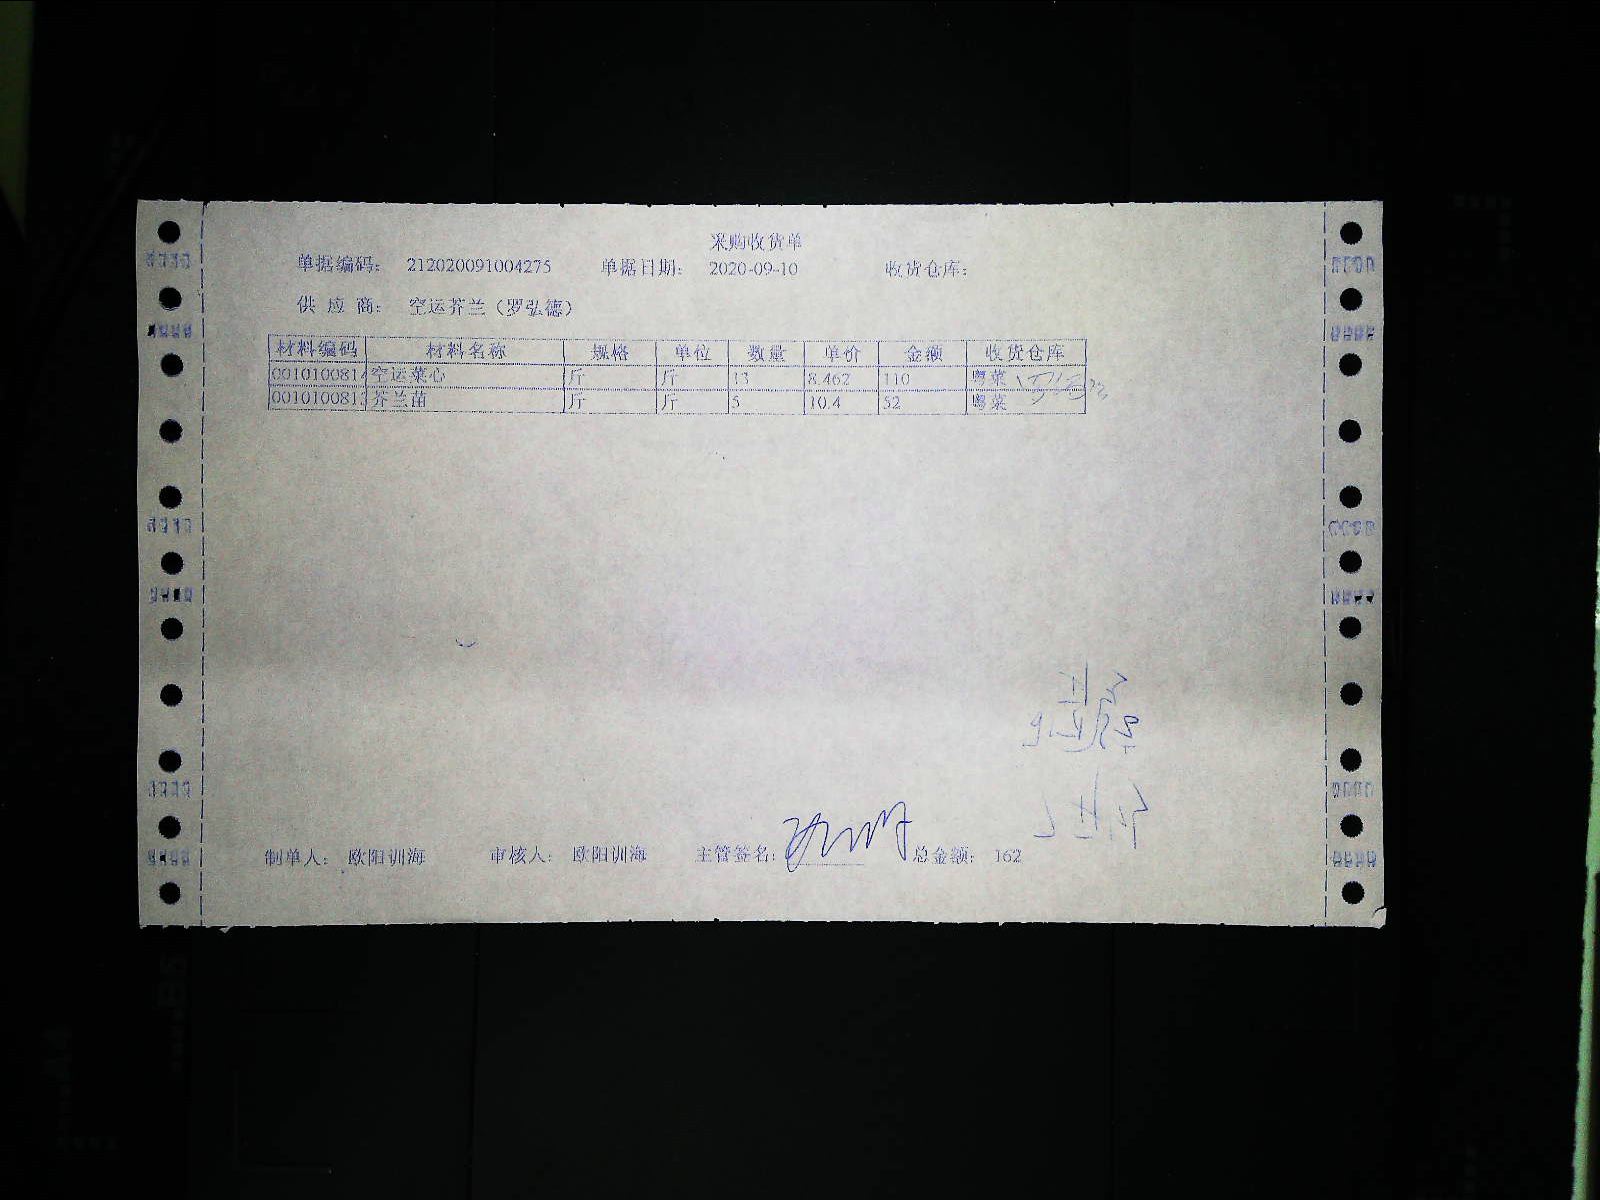 采购收货单
单据编码: 212020091004275 单据日期: 2020-09-10 收货仓库:
供应商: 空运芥兰（罗弘德）
材料编码 材料名称 规格 单位 数量 单价 金额 收货仓库
0010100814 空运菜心 斤 斤 13 8.462 110 粤菜
0010100813 芥兰苗 斤 斤 5 10.4 52 粤菜
制单人: 欧阳训海 审核人: 欧阳训海 主管签名: 总金额: 162